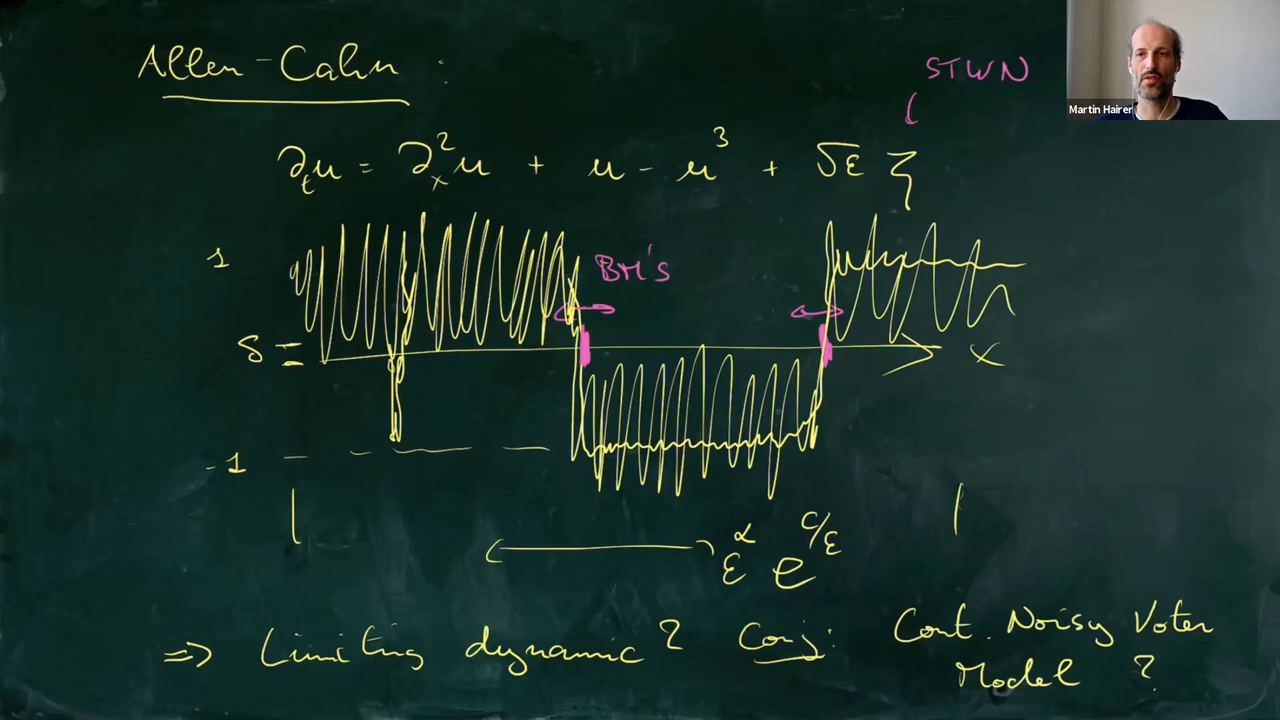 Allen-Cahn :
STWN
Martin Hairer
∂ₜu = ∂ₓ²u + u - u³ + √ε ξ
1
BM's
δ
x
-1
ε^α e^{c/ε}
⇒ Limiting dynamic ? Conj: Cont. Noisy Voter
Model ?